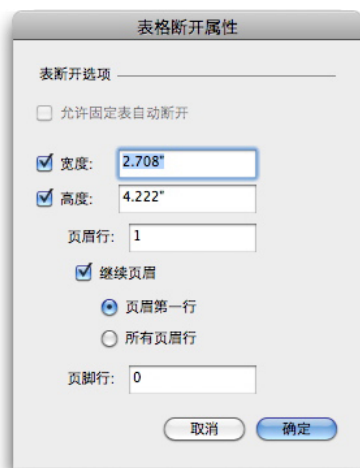 表格断开属性
表断开选项
允许固定表自动断开
宽度: 2.708"
高度: 4.222"
页眉行: 1
继续页眉
页眉第一行
所有页眉行
页脚行: 0
取消 确定